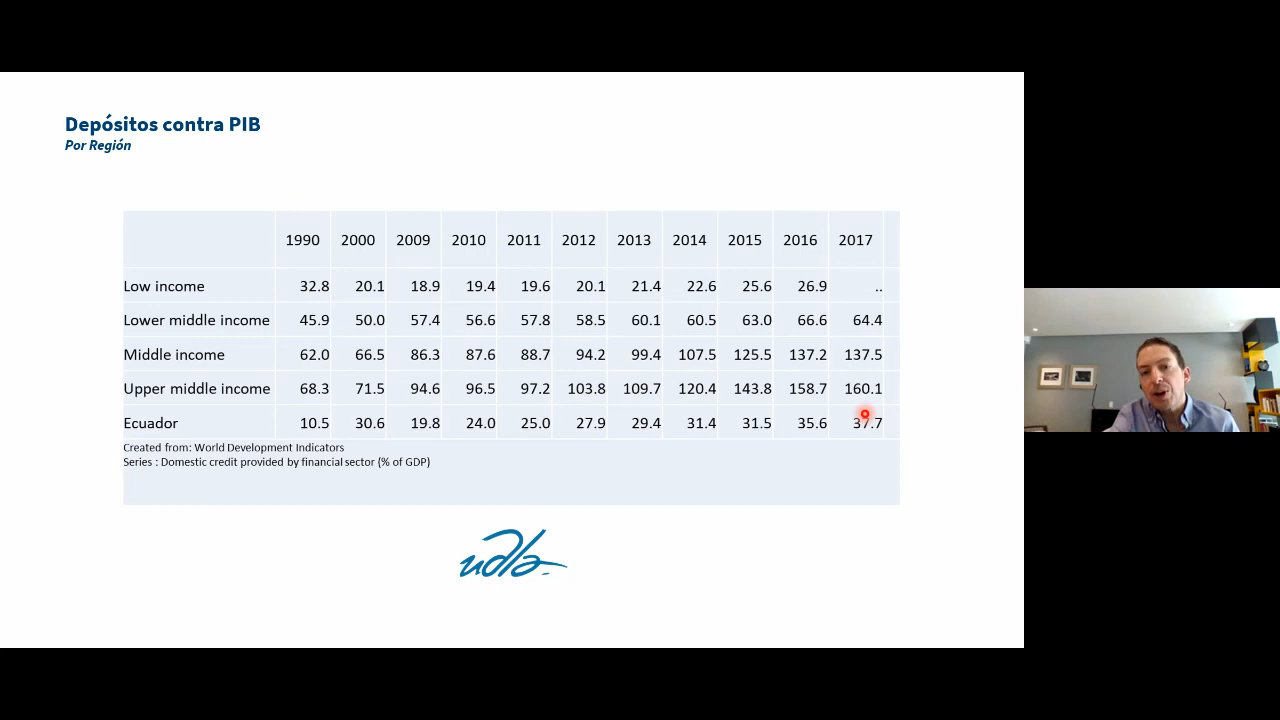 Depósitos contra PIB
Por Región
1990 2000 2009 2010 2011 2012 2013 2014 2015 2016 2017
Low income 32.8 20.1 18.9 19.4 19.6 20.1 21.4 22.6 25.6 26.9 ..
Lower middle income 45.9 50.0 57.4 56.6 57.8 58.5 60.1 60.5 63.0 66.6 64.4
Middle income 62.0 66.5 86.3 87.6 88.7 94.2 99.4 107.5 125.5 137.2 137.5
Upper middle income 68.3 71.5 94.6 96.5 97.2 103.8 109.7 120.4 143.8 158.7 160.1
Ecuador 10.5 30.6 19.8 24.0 25.0 27.9 29.4 31.4 31.5 35.6 37.7
Created from: World Development Indicators
Series : Domestic credit provided by financial sector (% of GDP)
udla